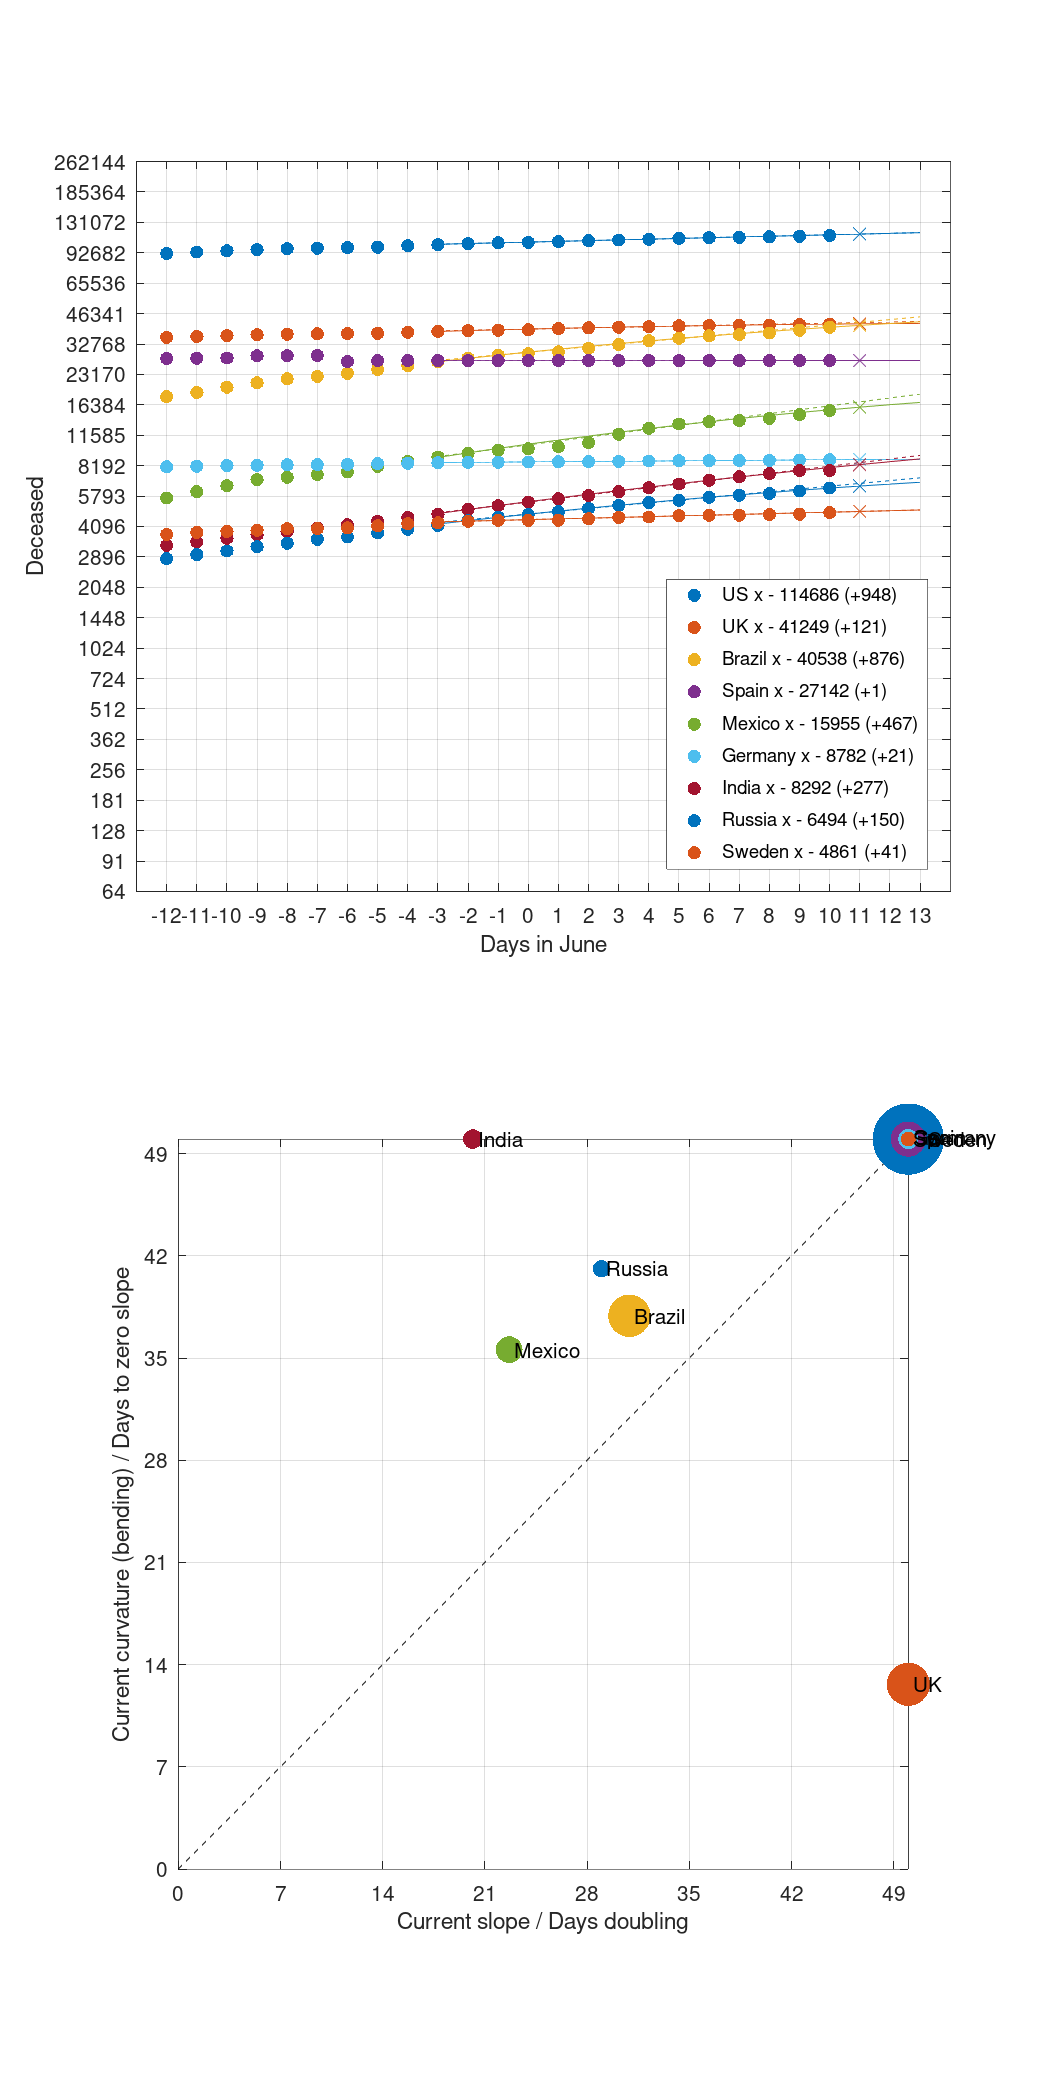 262144
185364
131072
92682
65536
46341
32768
23170
16384
11585
8192
5793
4096
2896
2048
1448
1024
724
512
362
256
181
128
91
64
Deceased
US x - 114686 (+948)
UK x - 41249 (+121)
Brazil x - 40538 (+876)
Spain x - 27142 (+1)
Mexico x - 15955 (+467)
Germany x - 8782 (+21)
India x - 8292 (+277)
Russia x - 6494 (+150)
Sweden x - 4861 (+41)
-12 -11 -10 -9 -8 -7 -6 -5 -4 -3 -2 -1 0 1 2 3 4 5 6 7 8 9 10 11 12 13
Days in June
49
42
35
28
21
14
7
0
Current curvature (bending) / Days to zero slope
India
Russia
Brazil
Mexico
UK
0 7 14 21 28 35 42 49
Current slope / Days doubling